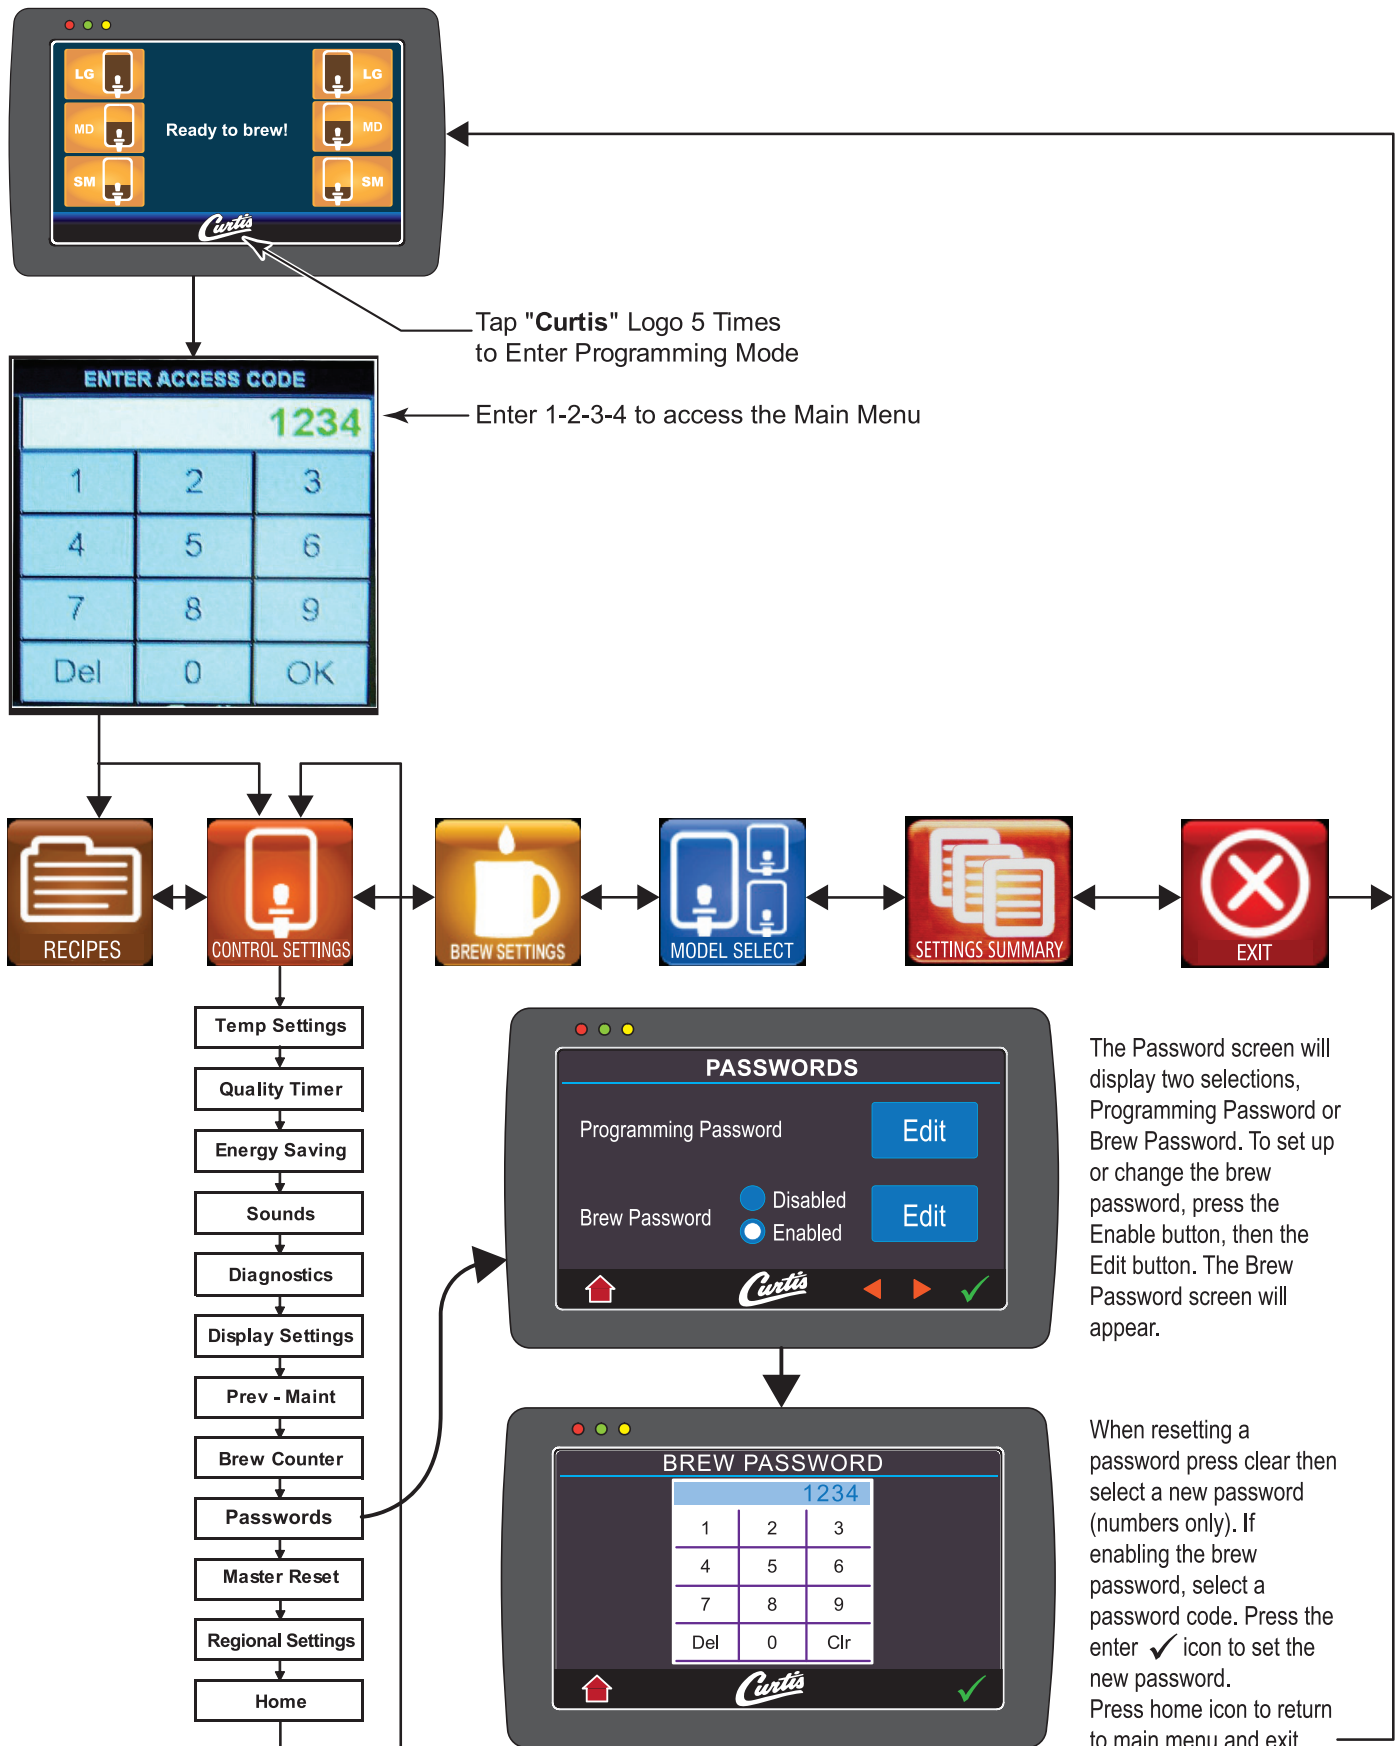 LG
LG
MD
Ready to brew!
MD
SM
SM
Curtis
Tap "Curtis" Logo 5 Times
to Enter Programming Mode
ENTER ACCESS CODE
1234
Enter 1-2-3-4 to access the Main Menu
1 2 3
4 5 6
7 8 9
Del 0 OK
RECIPES
CONTROL SETTINGS
BREW SETTINGS
MODEL SELECT
SETTINGS SUMMARY
EXIT
Temp Settings
Quality Timer
Energy Saving
Sounds
Diagnostics
Display Settings
Prev - Maint
Brew Counter
Passwords
Master Reset
Regional Settings
Home
PASSWORDS
Programming Password
Edit
Disabled
Brew Password
Enabled
Edit
Curtis
The Password screen will
display two selections,
Programming Password or
Brew Password. To set up
or change the brew
password, press the
Enable button, then the
Edit button. The Brew
Password screen will
appear.
BREW PASSWORD
1234
1 2 3
4 5 6
7 8 9
Del 0 Clr
Curtis
When resetting a
password press clear then
select a new password
(numbers only). If
enabling the brew
password, select a
password code. Press the
enter ✓ icon to set the
new password.
Press home icon to return
to main menu and exit